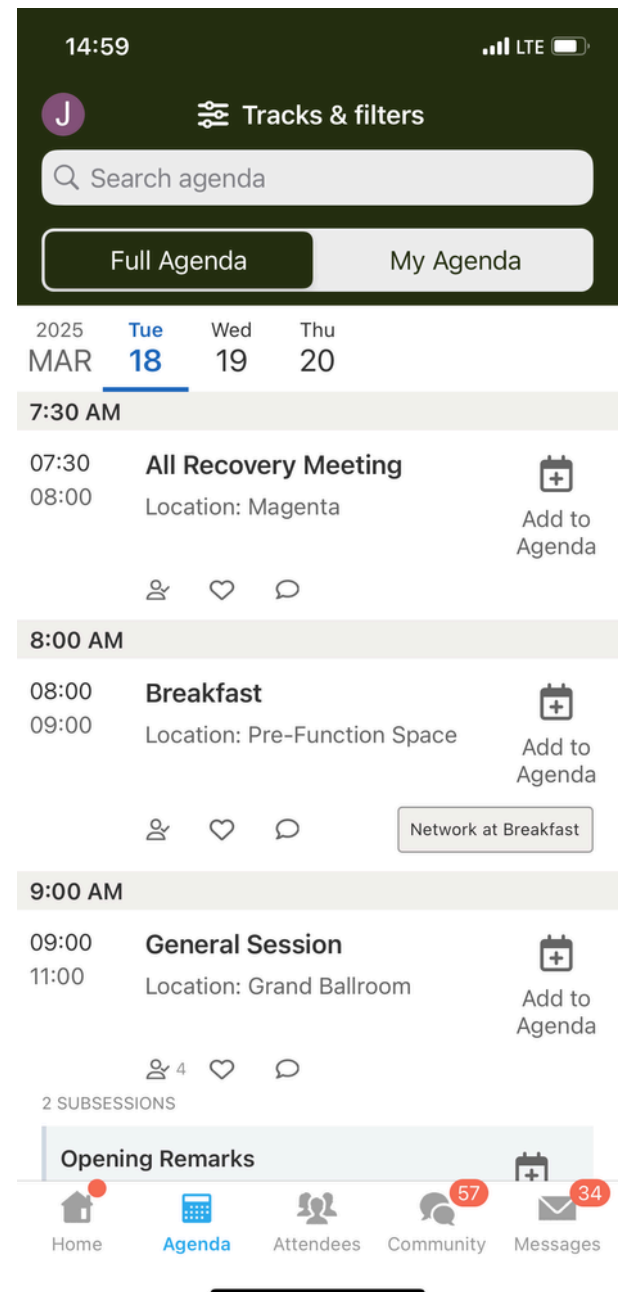 14:59
LTE
J
Tracks & filters
Search agenda
Full Agenda
My Agenda
2025 Tue Wed Thu
MAR 18 19 20
7:30 AM
07:30 All Recovery Meeting
08:00 Location: Magenta
Add to
Agenda
8:00 AM
08:00 Breakfast
09:00 Location: Pre-Function Space
Add to
Agenda
Network at Breakfast
9:00 AM
09:00 General Session
11:00 Location: Grand Ballroom
Add to
Agenda
4
2 SUBSESSIONS
Opening Remarks
57 34
Home Agenda Attendees Community Messages